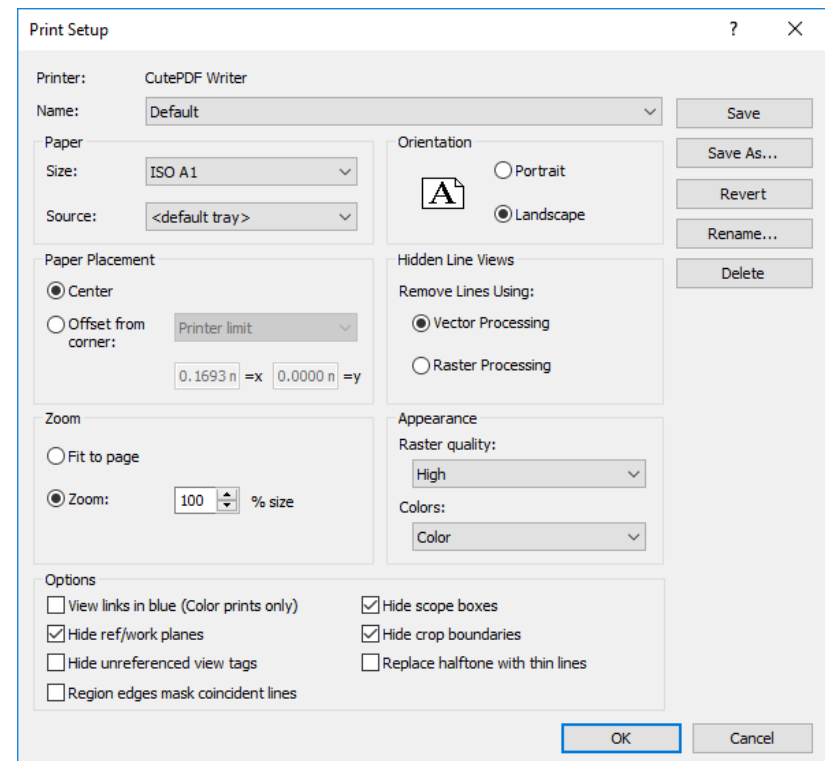 Print Setup
?
Printer: CutePDF Writer
Name: Default
Save
Save As...
Revert
Rename...
Delete
Paper
Size: ISO A1
Source: <default tray>
Orientation
A
Portrait
Landscape
Paper Placement
Center
Offset from corner: Printer limit
0.1693 n =x 0.0000 n =y
Hidden Line Views
Remove Lines Using:
Vector Processing
Raster Processing
Zoom
Fit to page
Zoom: 100 % size
Appearance
Raster quality:
High
Colors:
Color
Options
View links in blue (Color prints only)
Hide ref/work planes
Hide unreferenced view tags
Region edges mask coincident lines
Hide scope boxes
Hide crop boundaries
Replace halftone with thin lines
OK
Cancel